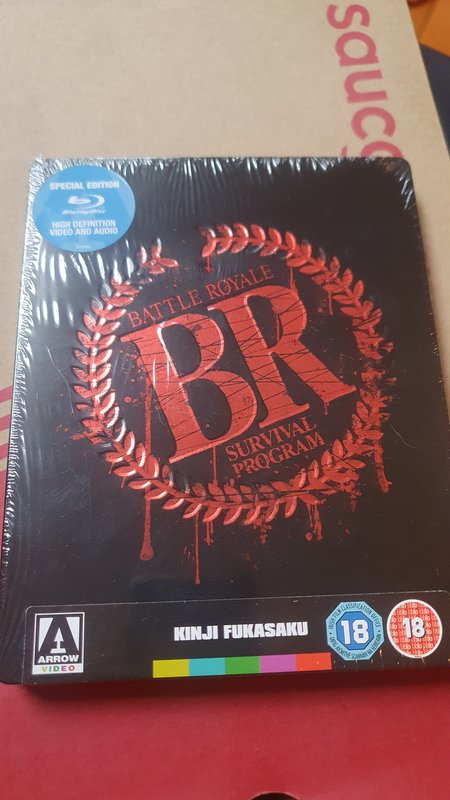 sauco
SPECIAL EDITION
Blu-ray Disc
HIGH DEFINITION
VIDEO AND AUDIO
BATTLE ROYALE
BR
SURVIVAL
PROGRAM
A
ARROW
VIDEO
KINJI FUKASAKU
18
18